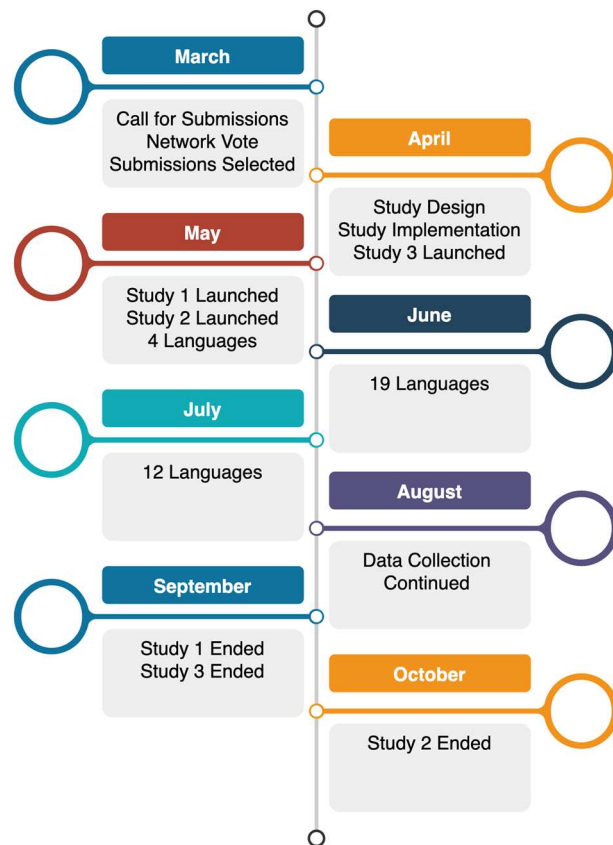 March
Call for Submissions
Network Vote
Submissions Selected
April
Study Design
Study Implementation
Study 3 Launched
May
Study 1 Launched
Study 2 Launched
4 Languages
June
19 Languages
July
12 Languages
August
Data Collection
Continued
September
Study 1 Ended
Study 3 Ended
October
Study 2 Ended